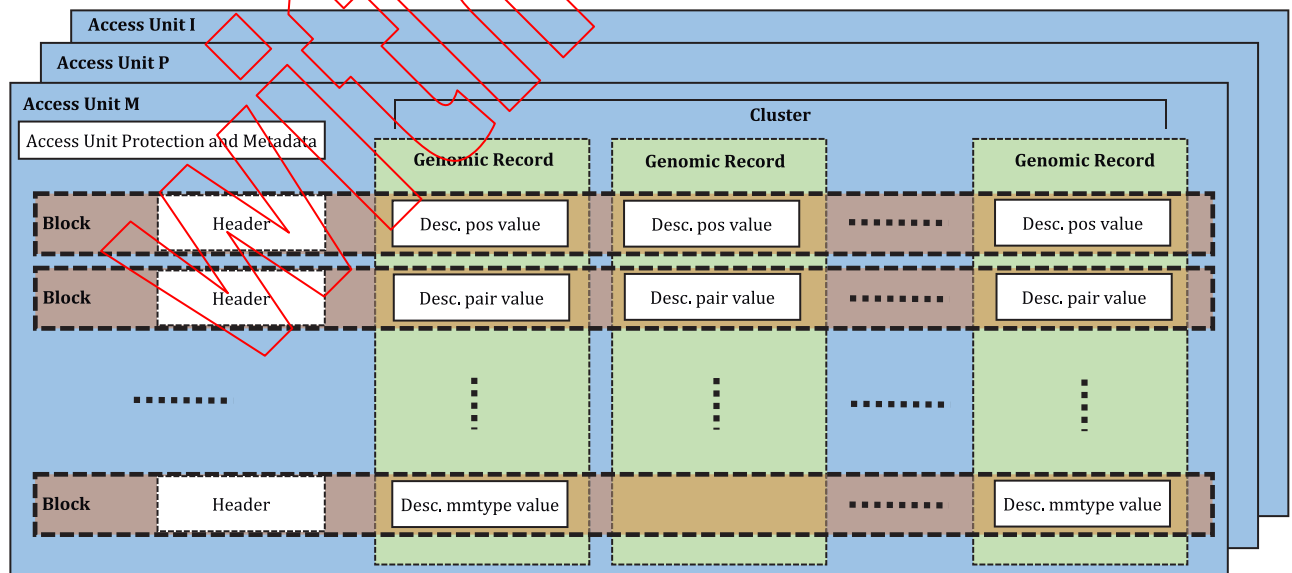 Access Unit I
Access Unit P
Access Unit M
Cluster
Access Unit Protection and Metadata
Genomic Record Genomic Record Genomic Record
Block Header Desc. pos value Desc. pos value Desc. pos value
Block Header Desc. pair value Desc. pair value Desc. pair value
Block Header Desc. mmtype value Desc. mmtype value